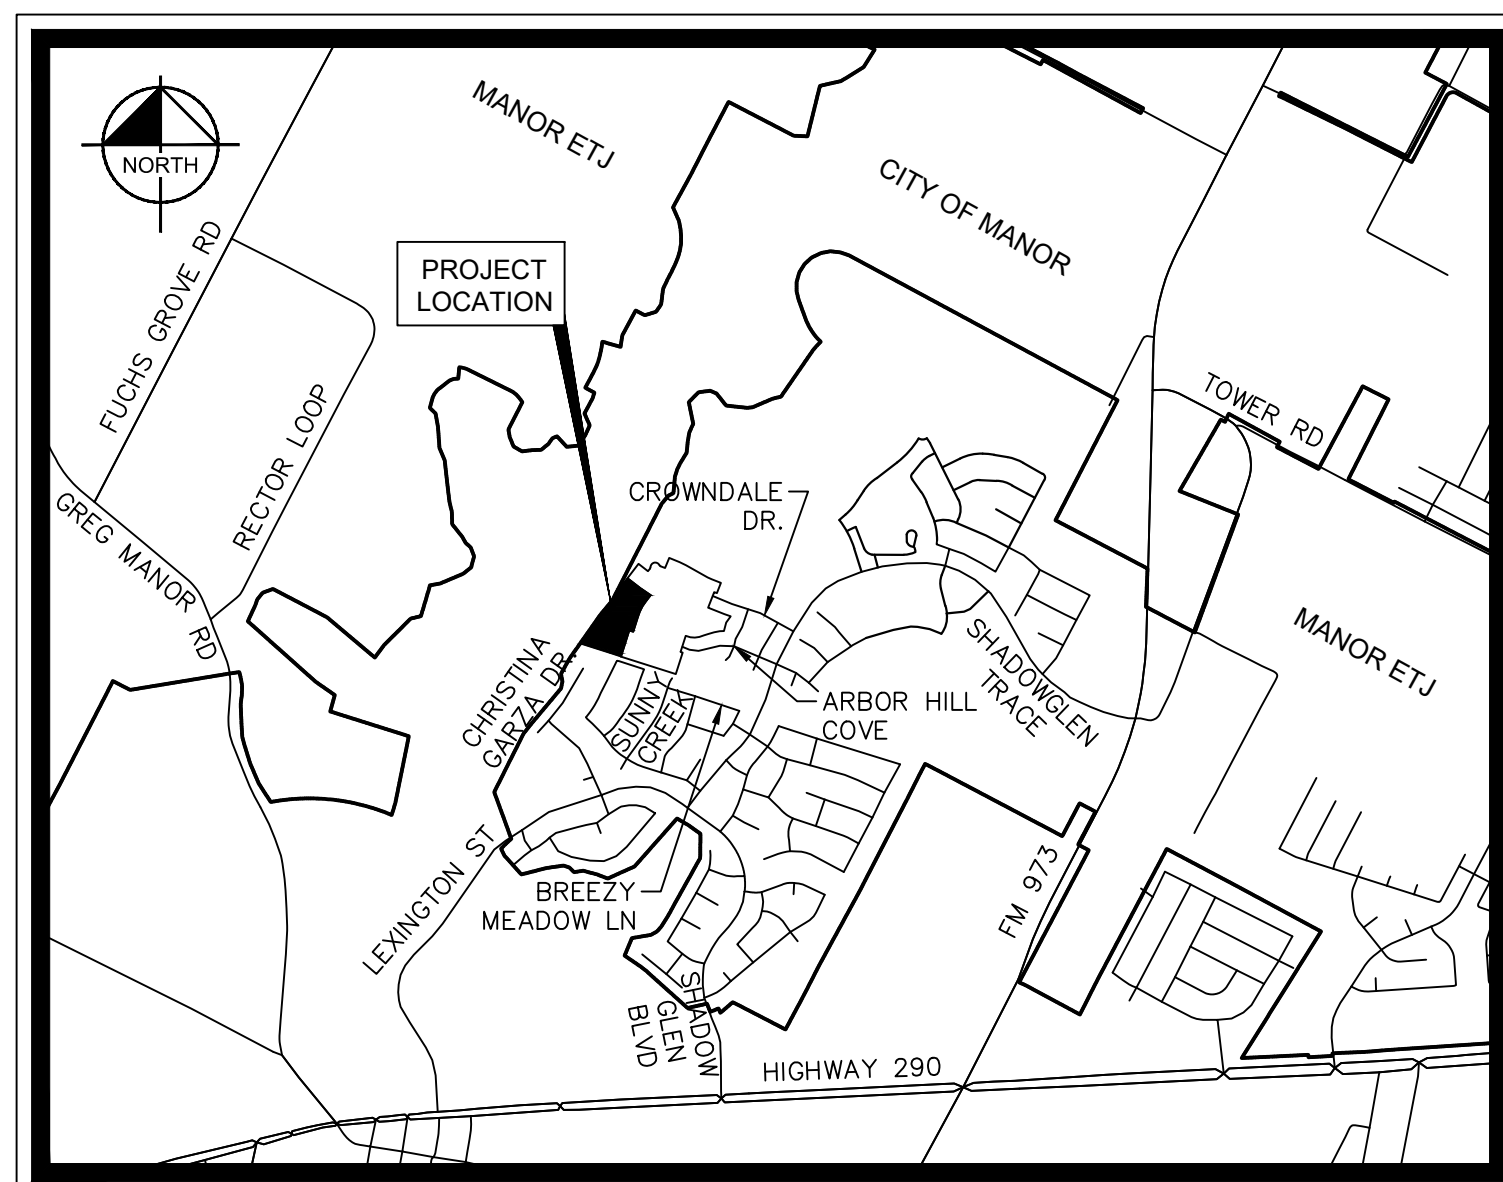 MANOR ETJ
NORTH
CITY OF MANOR
FUCHS GROVE RD
PROJECT
LOCATION
TOWER RD
RECTOR LOOP
CROWNDALE
DR.
GREG MANOR RD
MANOR ETJ
SHADOWGLEN
TRACE
CHRISTINA
GARZA DR.
SUNNY
CREEK
ARBOR HILL
COVE
LEXINGTON ST
BREEZY
MEADOW LN
FM 973
SHADOW
GLEN
BLVD
HIGHWAY 290